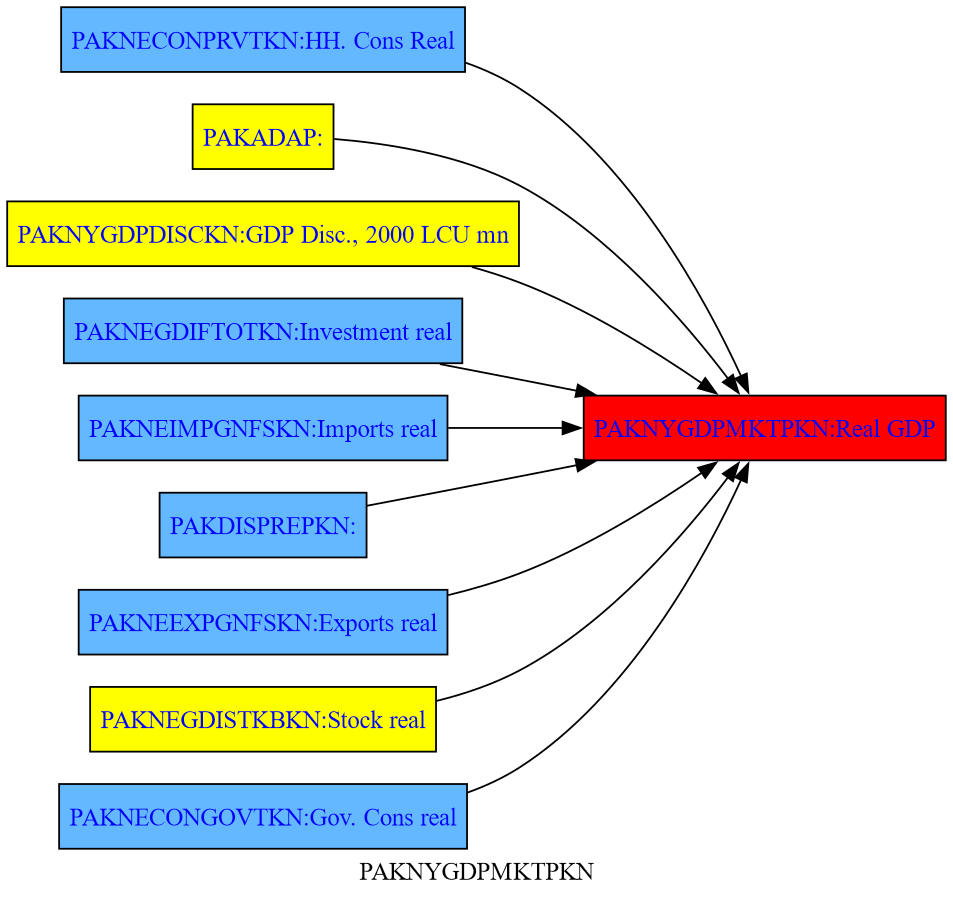 PAKNECONPRVTKN:HH. Cons Real
PAKADAP:
PAKNYGDPDISCKN:GDP Disc., 2000 LCU mn
PAKNEGDIFTOTKN:Investment real
PAKNEIMPGNFSKN:Imports real
PAKNYGDPMKTPKN:Real GDP
PAKDISPREPKN:
PAKNEEXPGNFSKN:Exports real
PAKNEGDISTKBKN:Stock real
PAKNECONGOVTKN:Gov. Cons real
PAKNYGDPMKTPKN